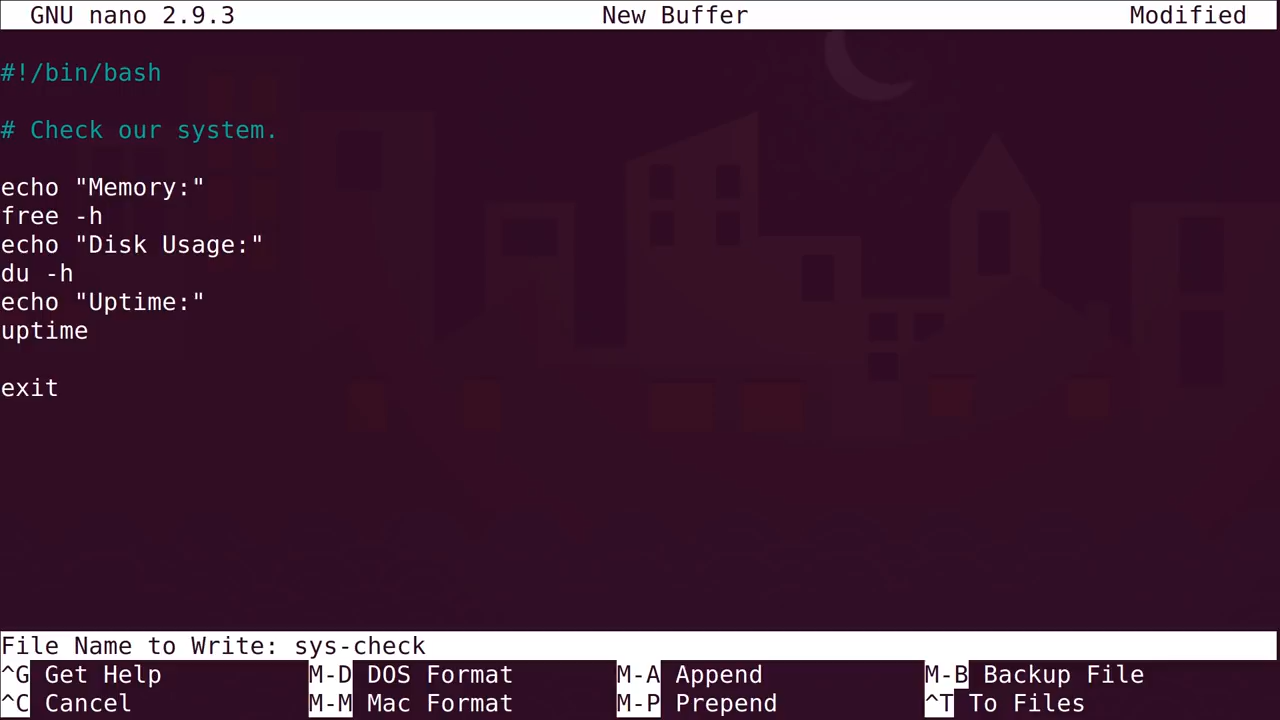 GNU nano 2.9.3 New Buffer Modified
#!/bin/bash
# Check our system.
echo "Memory:"
free -h
echo "Disk Usage:"
du -h
echo "Uptime:"
uptime
exit
File Name to Write: sys-check
^G Get Help M-D DOS Format M-A Append M-B Backup File
^C Cancel M-M Mac Format M-P Prepend ^T To Files